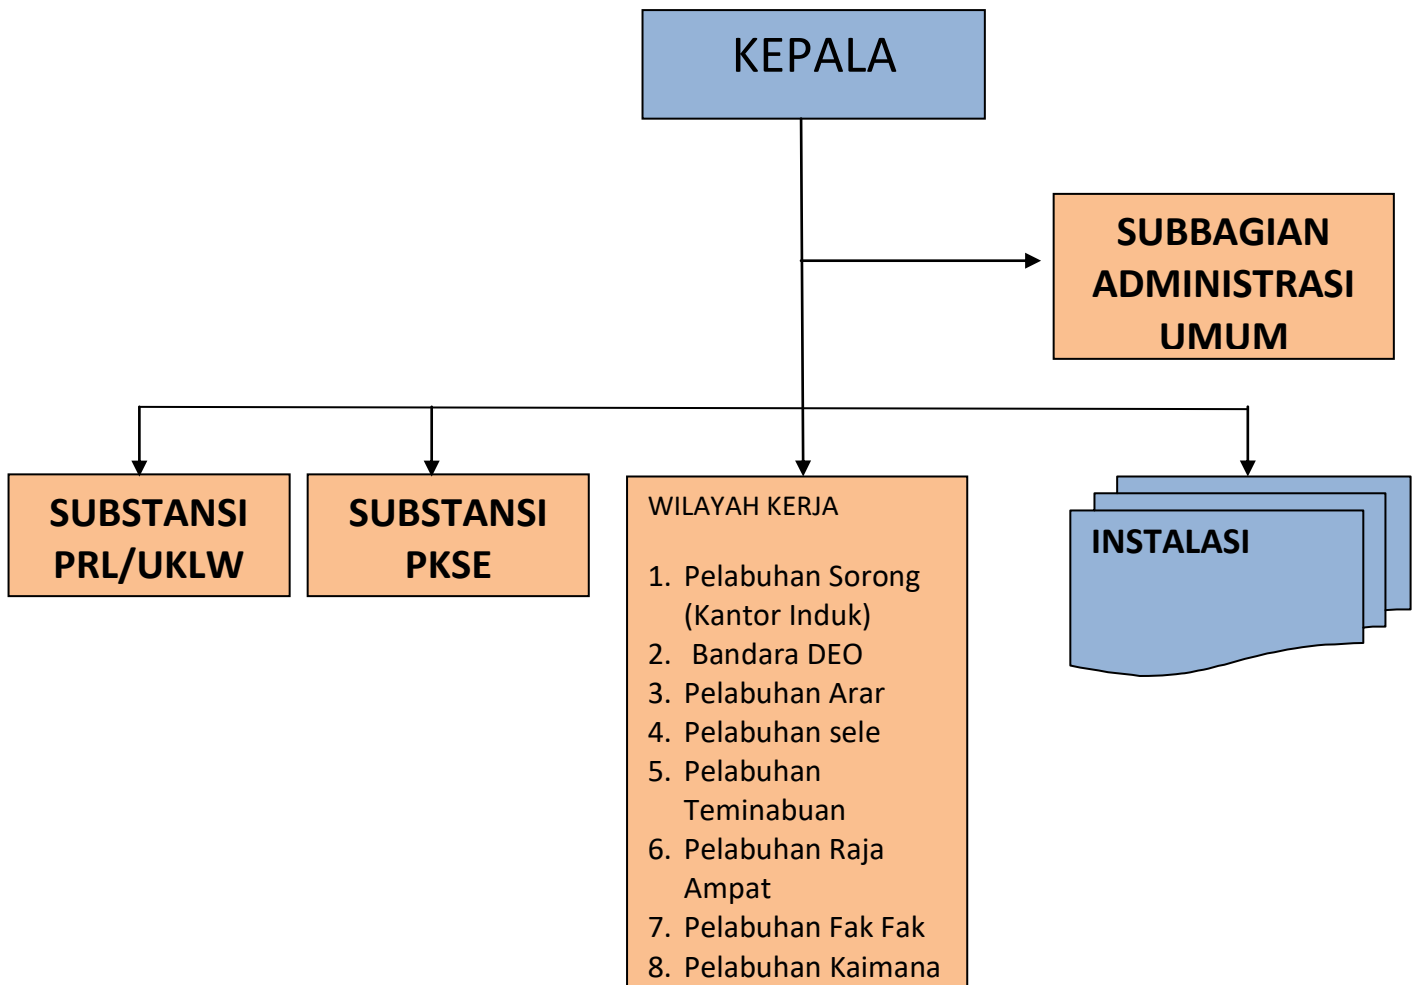 KEPALA
SUBBAGIAN
ADMINISTRASI
UMUM
SUBSTANSI
PRL/UKLW
SUBSTANSI
PKSE
WILAYAH KERJA
1. Pelabuhan Sorong
(Kantor Induk)
2. Bandara DEO
3. Pelabuhan Arar
4. Pelabuhan sele
5. Pelabuhan
Teminabuan
6. Pelabuhan Raja
Ampat
7. Pelabuhan Fak Fak
8. Pelabuhan Kaimana
INSTALASI